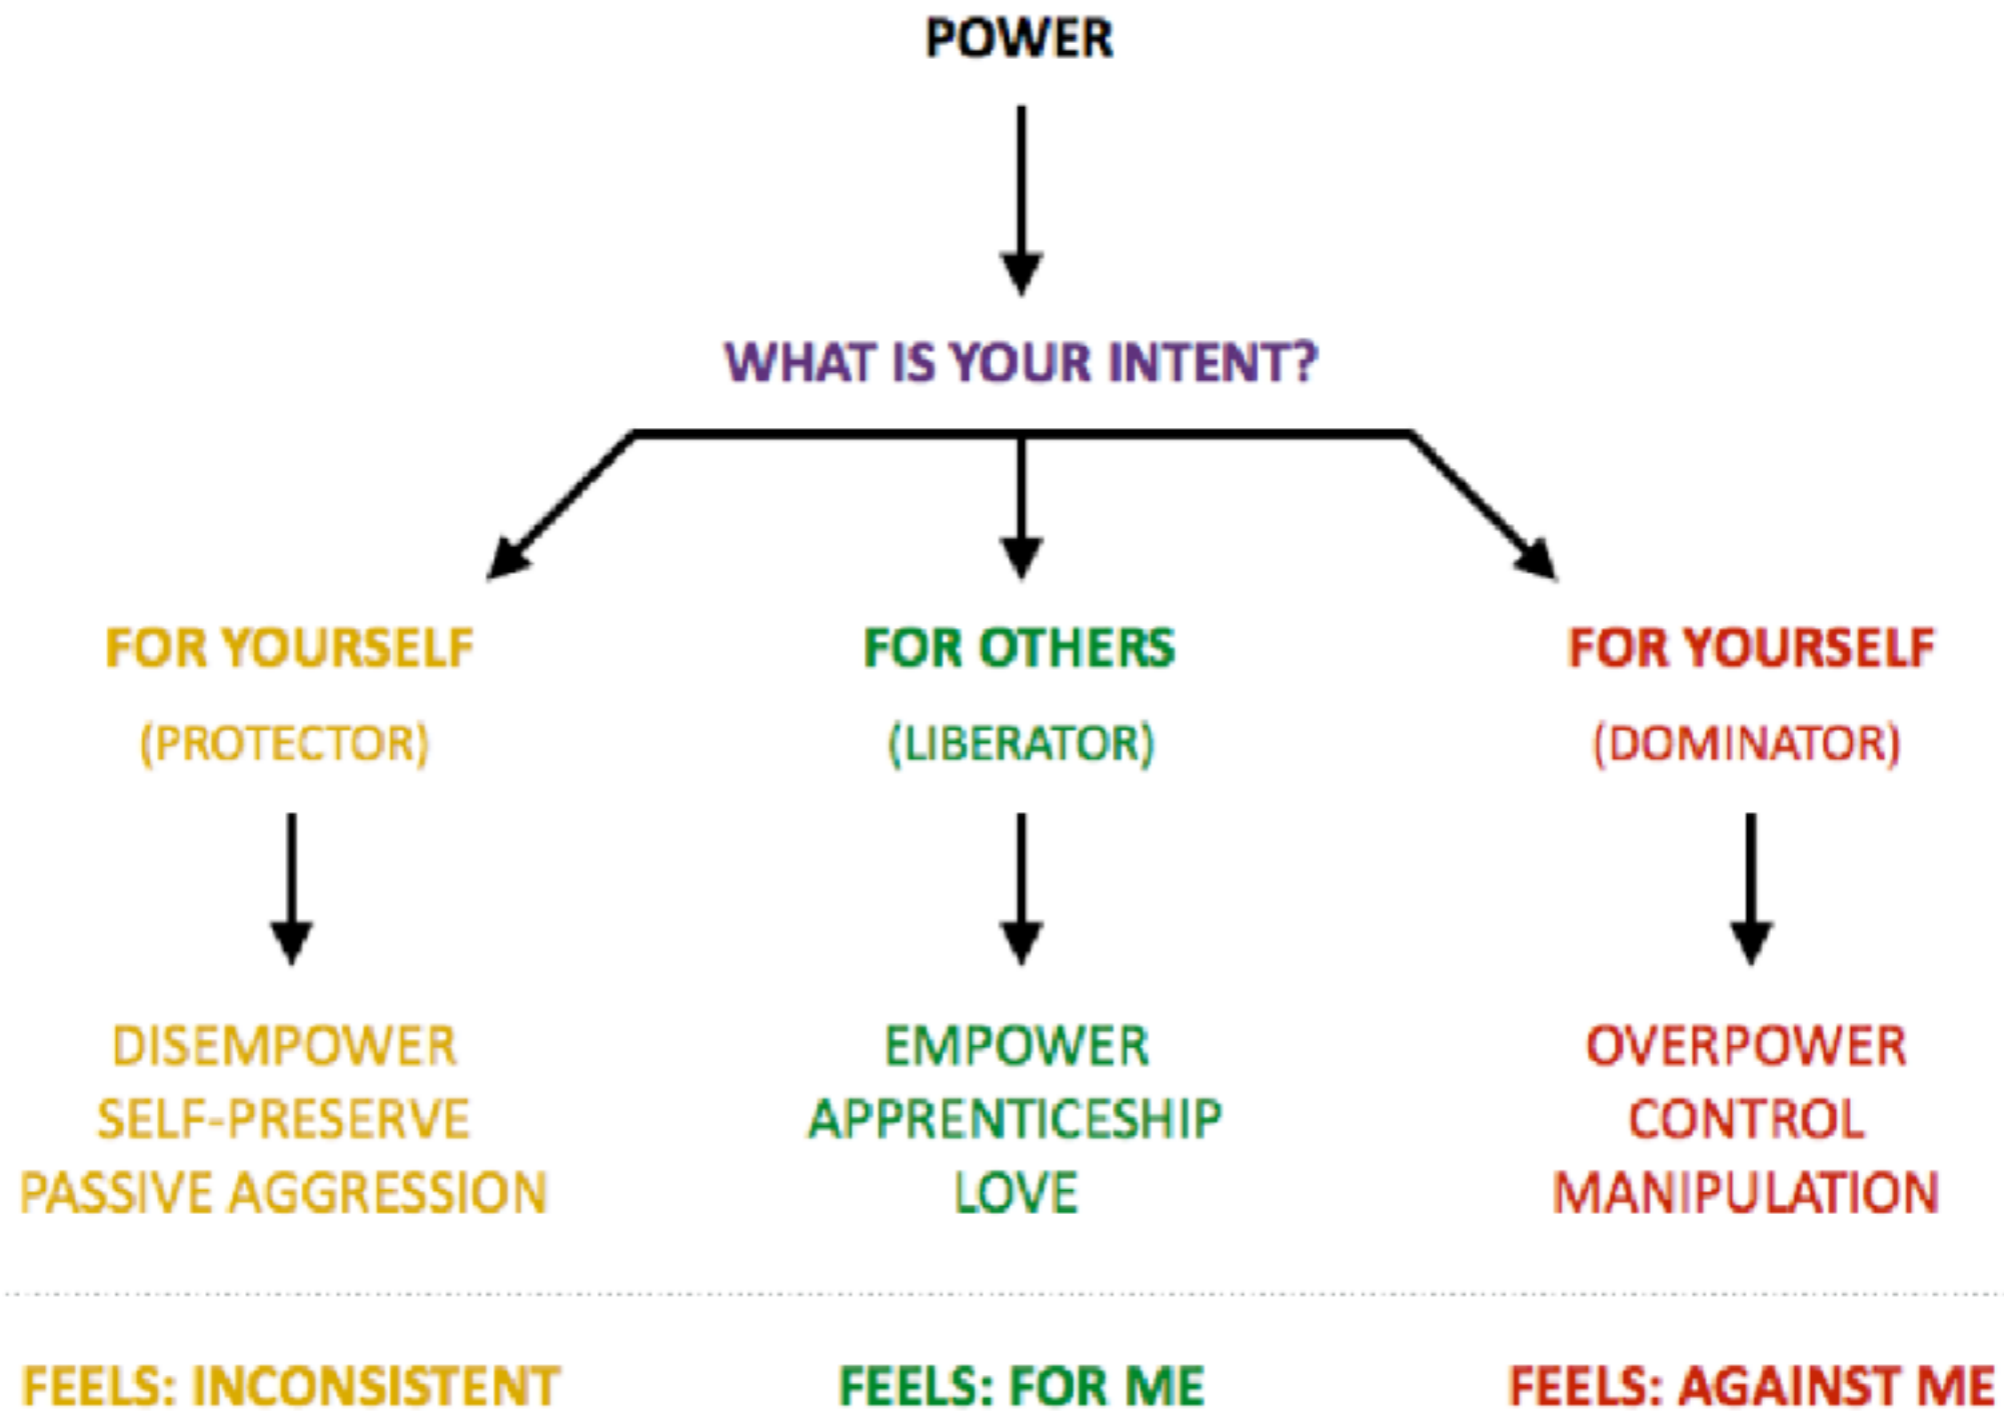 POWER
WHAT IS YOUR INTENT?
FOR YOURSELF
(PROTECTOR)
DISEMPOWER
SELF-PRESERVE
PASSIVE AGGRESSION
FEELS: INCONSISTENT
FOR OTHERS
(LIBERATOR)
EMPOWER
APPRENTICESHIP
LOVE
FEELS: FOR ME
FOR YOURSELF
(DOMINATOR)
OVERPOWER
CONTROL
MANIPULATION
FEELS: AGAINST ME